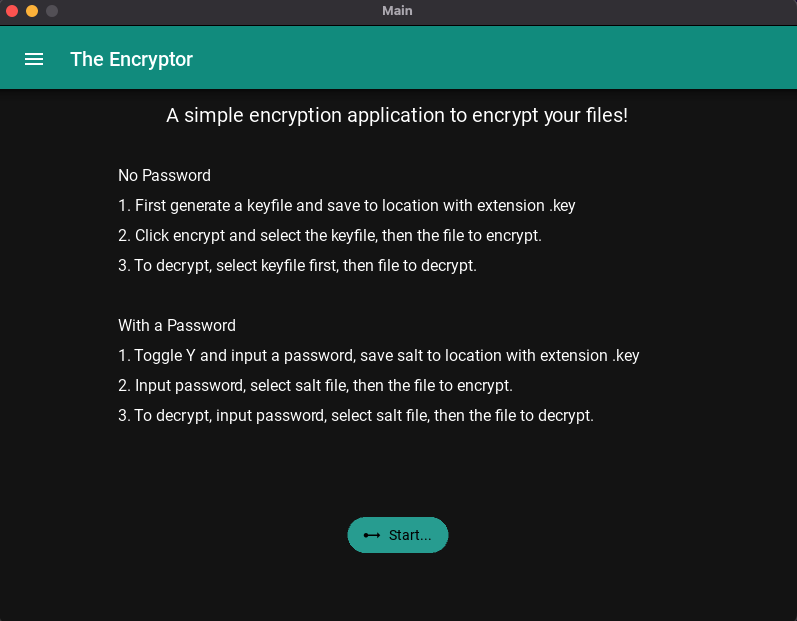 Main
The Encryptor
A simple encryption application to encrypt your files!
No Password
1. First generate a keyfile and save to location with extension .key
2. Click encrypt and select the keyfile, then the file to encrypt.
3. To decrypt, select keyfile first, then file to decrypt.
With a Password
1. Toggle Y and input a password, save salt to location with extension .key
2. Input password, select salt file, then the file to encrypt.
3. To decrypt, input password, select salt file, then the file to decrypt.
Start...